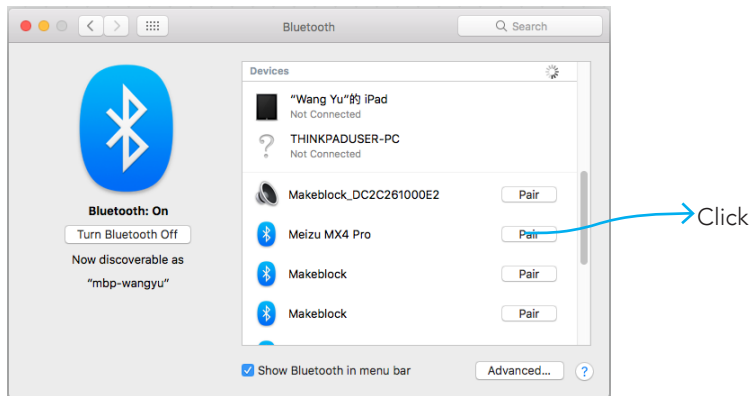 Bluetooth
Search
Devices
“Wang Yu”的 iPad
Not Connected
THINKPADUSER-PC
Not Connected
Makeblock_DC2C261000E2
Pair
Bluetooth: On
Meizu MX4 Pro
Pair
Click
Turn Bluetooth Off
Now discoverable as
“mbp-wangyu”
Makeblock
Pair
Makeblock
Pair
Show Bluetooth in menu bar
Advanced...
?